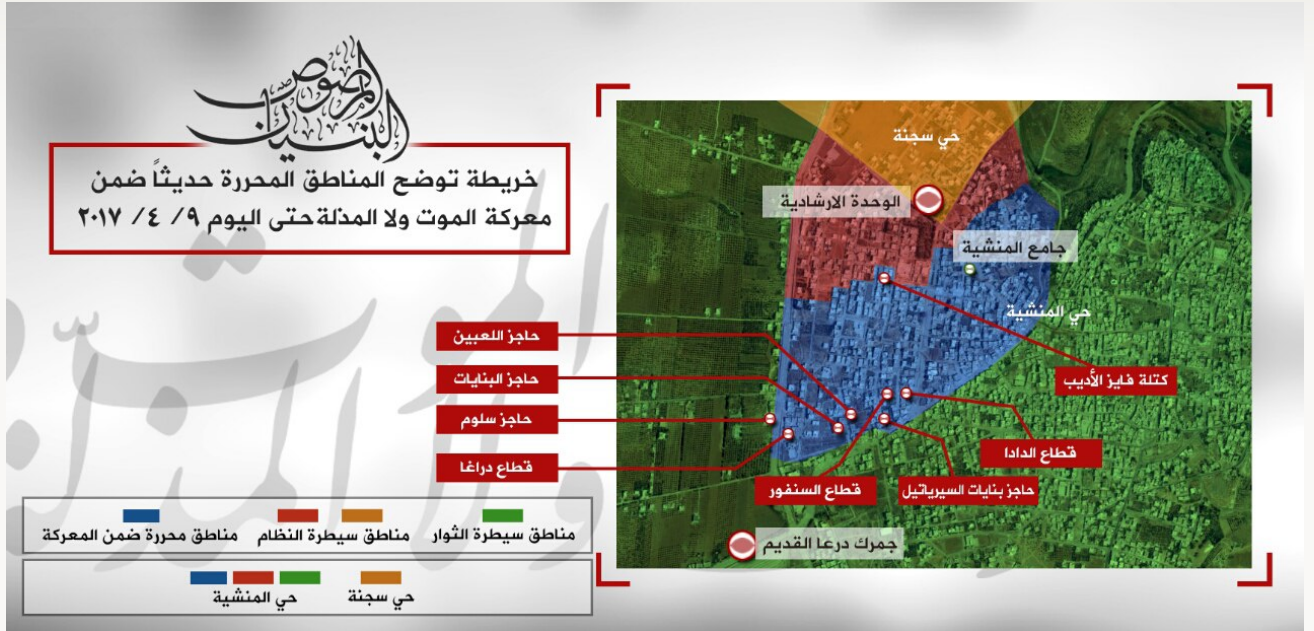 البنيان المرصوص
خريطة توضح المناطق المحررة حديثاً ضمن
معركة الموت ولا المذلة حتى اليوم ٩/ ٤/ ٢٠١٧
حي سجنة
الوحدة الارشادية
جامع المنشية
حي المنشية
كتلة فايز الأديب
حاجز اللعبين
حاجز البنايات
حاجز سلوم
قطاع دراغا
قطاع الدادا
قطاع السنفور
حاجز بنايات السيرياتيل
جمرك درعا القديم
مناطق سيطرة الثوار
مناطق سيطرة النظام
مناطق محررة ضمن المعركة
حي سجنة
حي المنشية
الموت
ولا المذلة